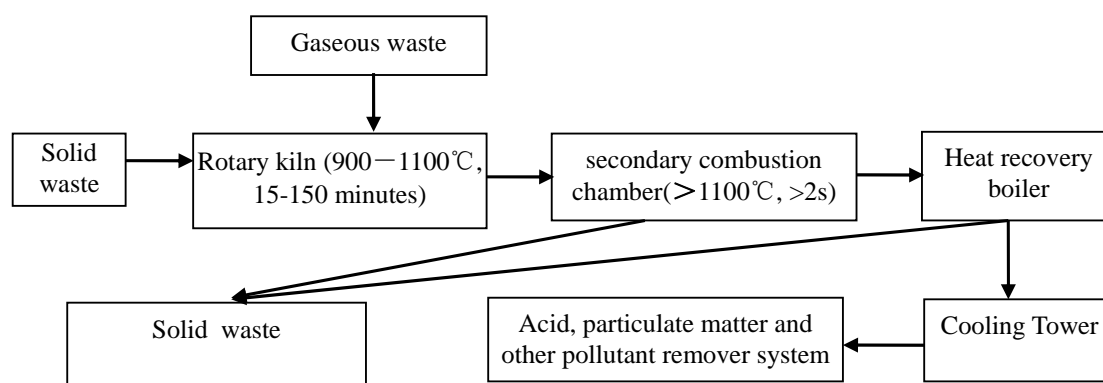 Gaseous waste
Solid
waste
Rotary kiln (900－1100℃,
15-150 minutes)
secondary combustion
chamber(＞1100℃, >2s)
Heat recovery
boiler
Solid waste
Acid, particulate matter and
other pollutant remover system
Cooling Tower